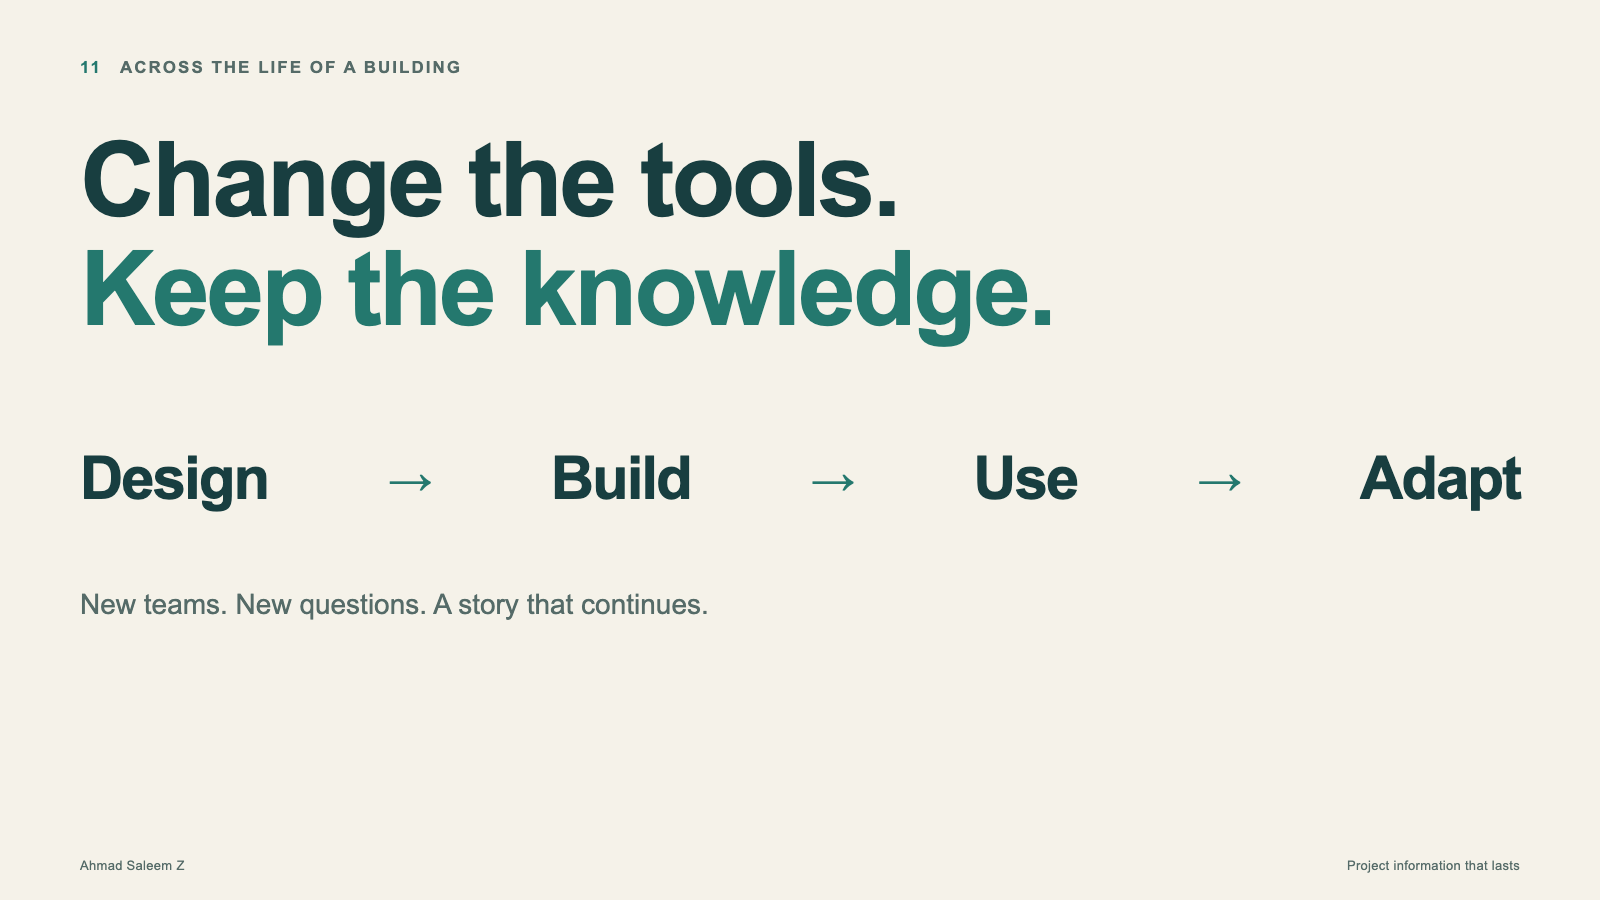 11 ACROSS THE LIFE OF A BUILDING
Change the tools.
Keep the knowledge.
Design → Build → Use → Adapt
New teams. New questions. A story that continues.
Ahmad Saleem Z
Project information that lasts